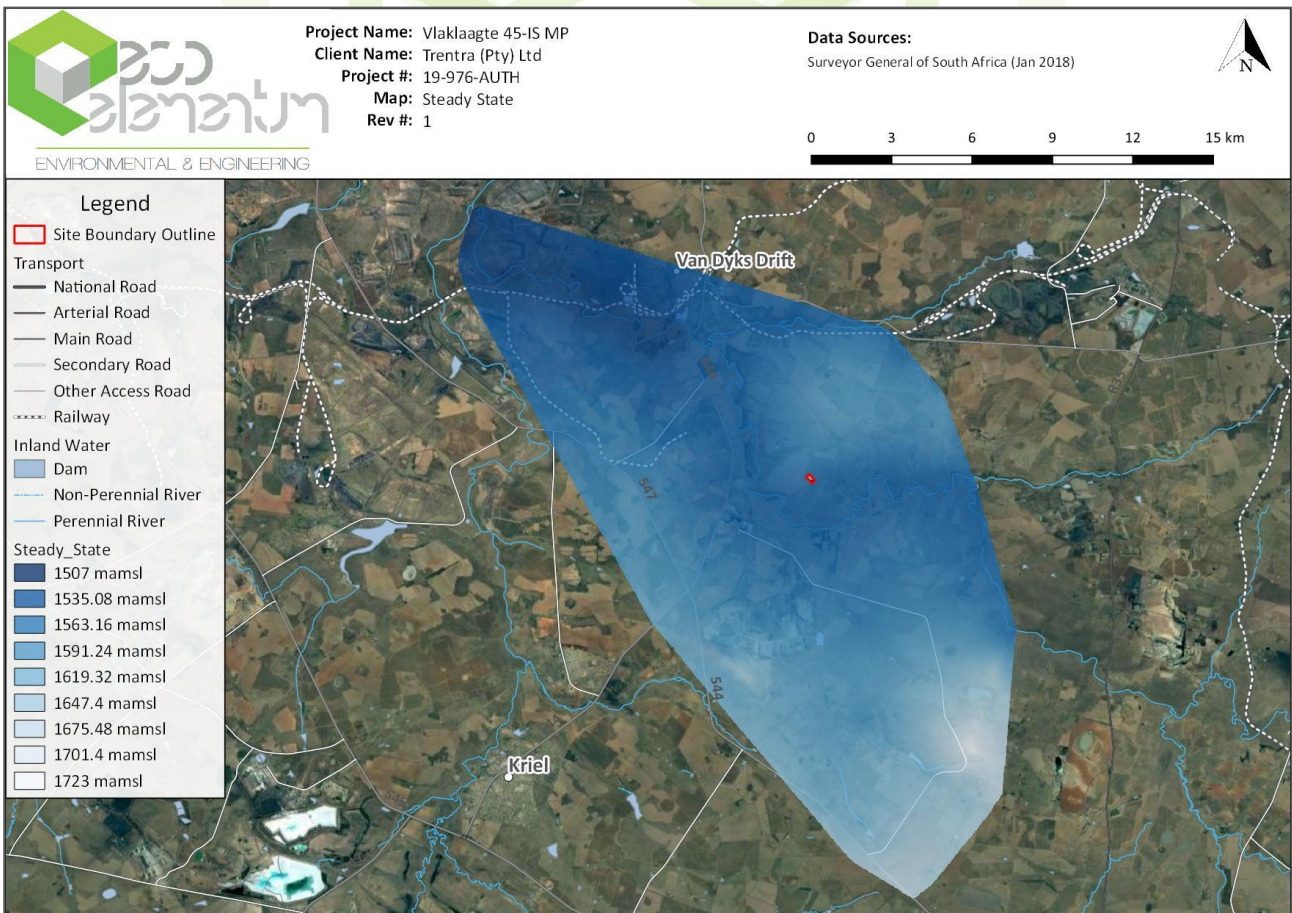 eco
elementum
ENVIRONMENTAL & ENGINEERING
Project Name: Vlaklaagte 45-IS MP
Client Name: Trentra (Pty) Ltd
Project #: 19-976-AUTH
Map: Steady State
Rev #: 1
Data Sources:
Surveyor General of South Africa (Jan 2018)
N
0 3 6 9 12 15 km
Legend
Site Boundary Outline
Transport
National Road
Arterial Road
Main Road
Secondary Road
Other Access Road
Railway
Inland Water
Dam
Non-Perennial River
Perennial River
Steady_State
1507 mamsl
1535.08 mamsl
1563.16 mamsl
1591.24 mamsl
1619.32 mamsl
1647.4 mamsl
1675.48 mamsl
1701.4 mamsl
1723 mamsl
Van Dyks Drift
547
544
Kriel